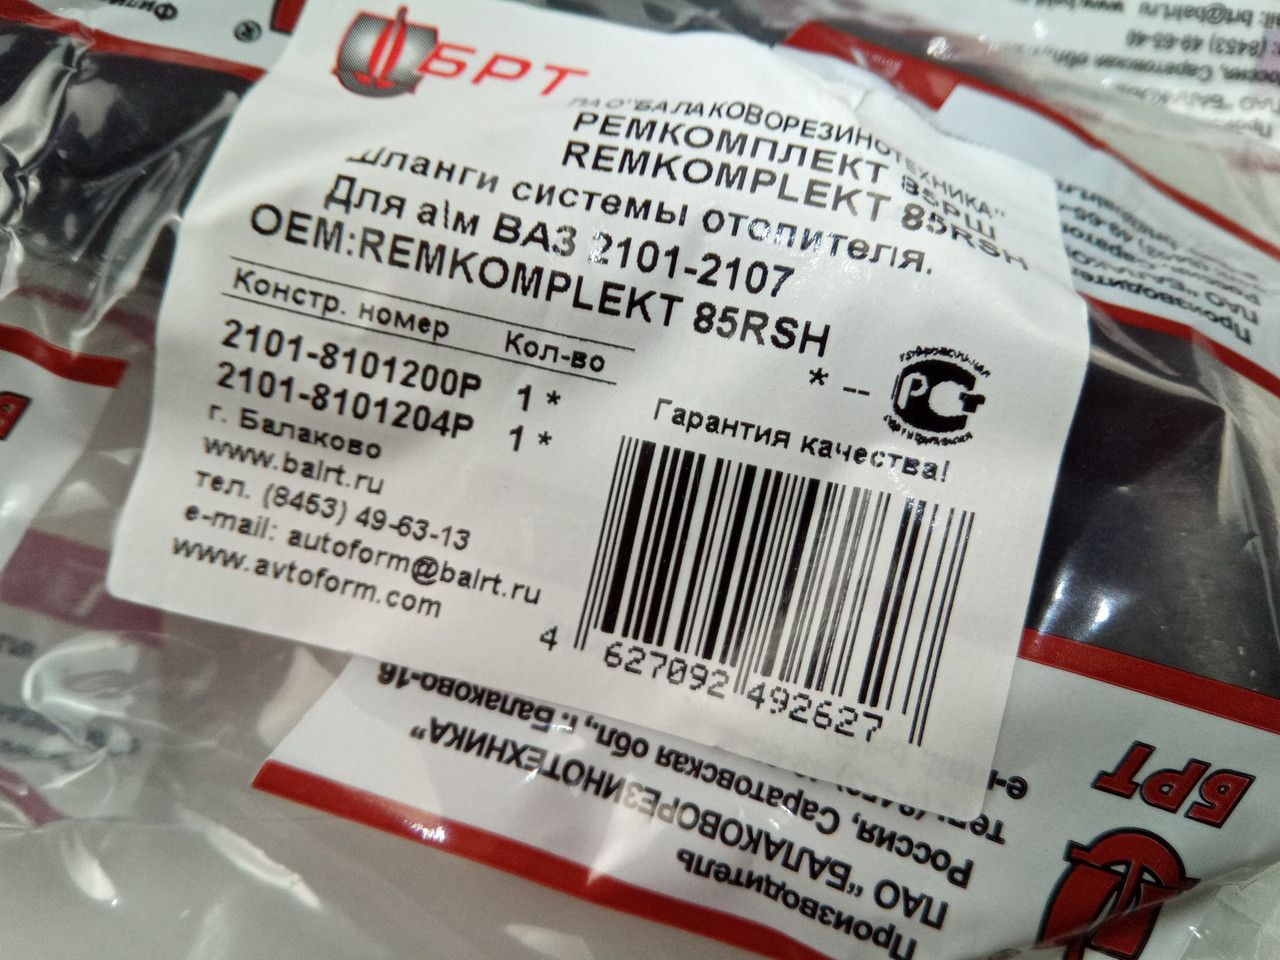 БРТ
ПАО "БАЛАКОВОРЕЗИНОТЕХНИКА"
РЕМКОМПЛЕКТ 85РШ
REMKOMPLEKT 85RSH
Шланги системы отопителя.
Для а\м ВАЗ 2101-2107
OEM:REMKOMPLEKT 85RSH
Констр. номер Кол-во
2101-8101200Р 1 *
2101-8101204Р 1 *
* --
РСТ
г. Балаково
www.balrt.ru
тел. (8453) 49-63-13
e-mail: autoform@balrt.ru
www.avtoform.com
Гарантия качества!
4 627092 492627
Производитель
ПАО "БАЛАКОВОРЕЗИНОТЕХНИКА"
Россия, Саратовская обл., г. Балаково-16
БРТ